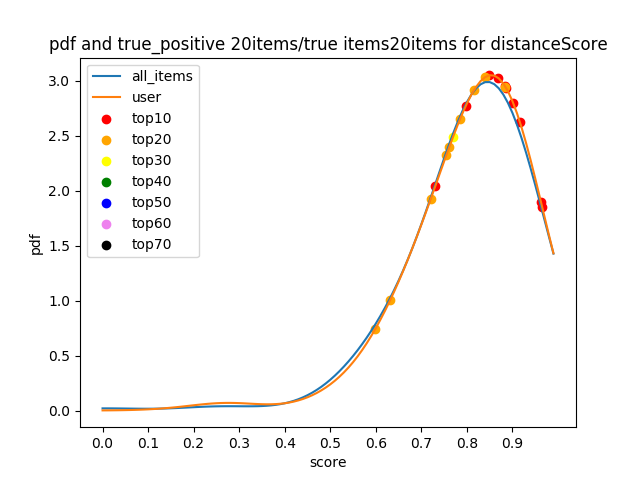 pdf and true_positive 20items/true items20items for distanceScore
all_items
user
top10
top20
top30
top40
top50
top60
top70
3.0
2.5
2.0
1.5
1.0
0.5
0.0
pdf
0.0 0.1 0.2 0.3 0.4 0.5 0.6 0.7 0.8 0.9
score